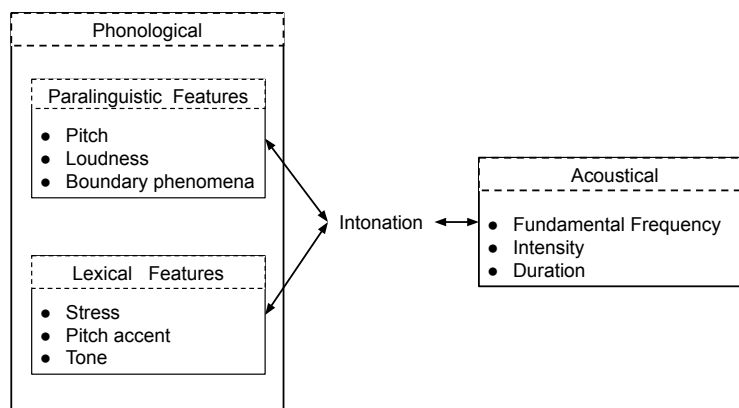 Phonological
Paralinguistic Features
● Pitch
● Loudness
● Boundary phenomena
Lexical Features
● Stress
● Pitch accent
● Tone
Intonation
Acoustical
● Fundamental Frequency
● Intensity
● Duration